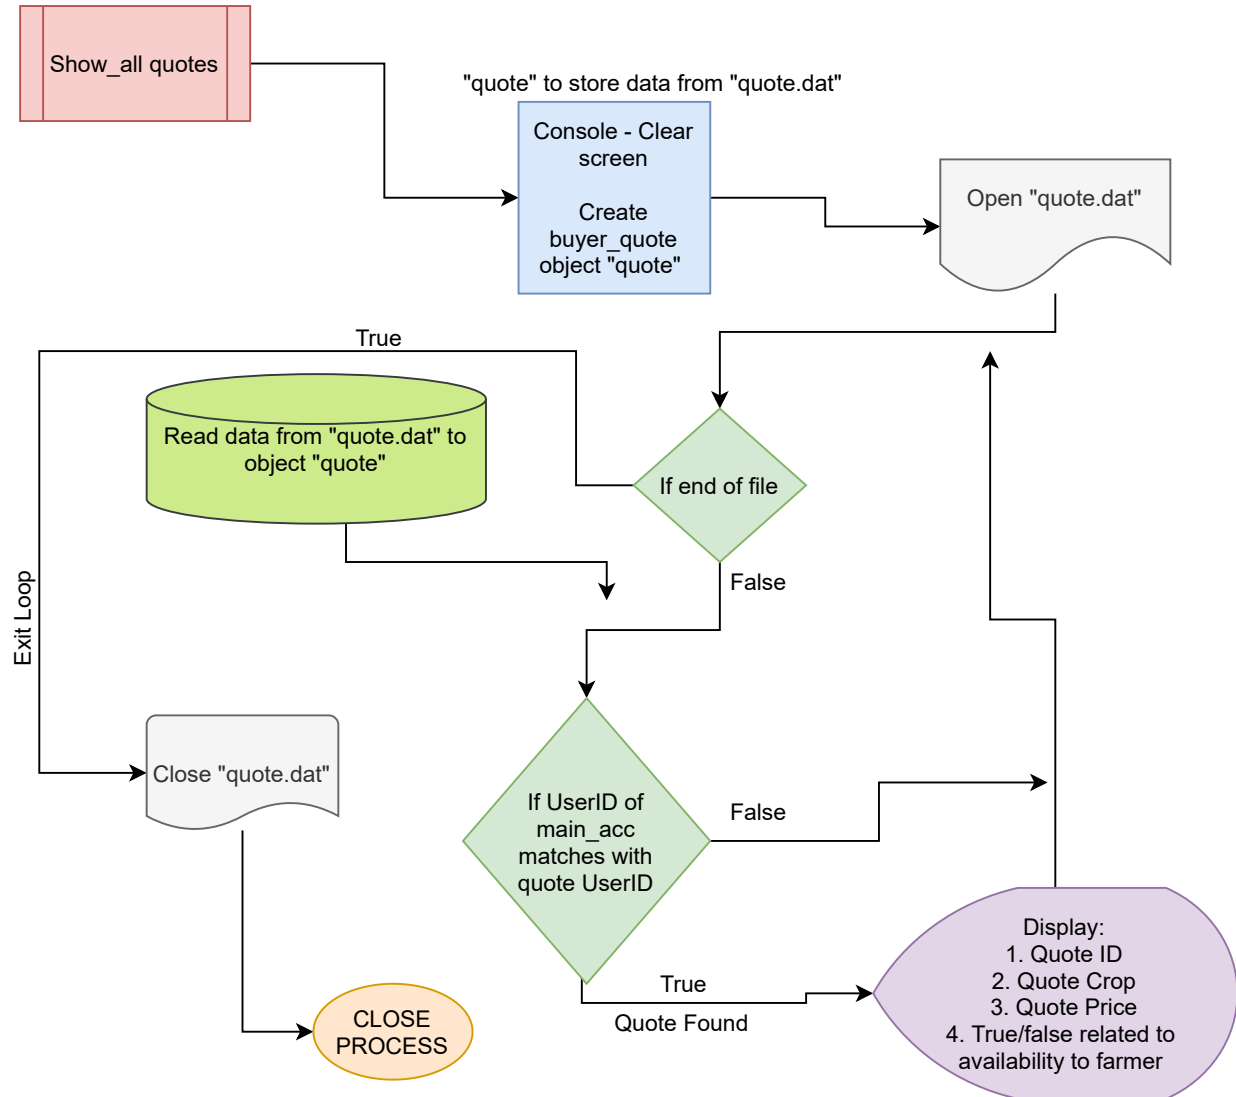 Show_all quotes
"quote" to store data from "quote.dat"
Console - Clear
screen
Create
buyer_quote
object "quote"
Open "quote.dat"
True
Read data from "quote.dat" to
object "quote"
If end of file
False
Exit Loop
Close "quote.dat"
If UserID of
main_acc
matches with
quote UserID
False
True
Quote Found
Display:
1. Quote ID
2. Quote Crop
3. Quote Price
4. True/false related to
availability to farmer
CLOSE
PROCESS